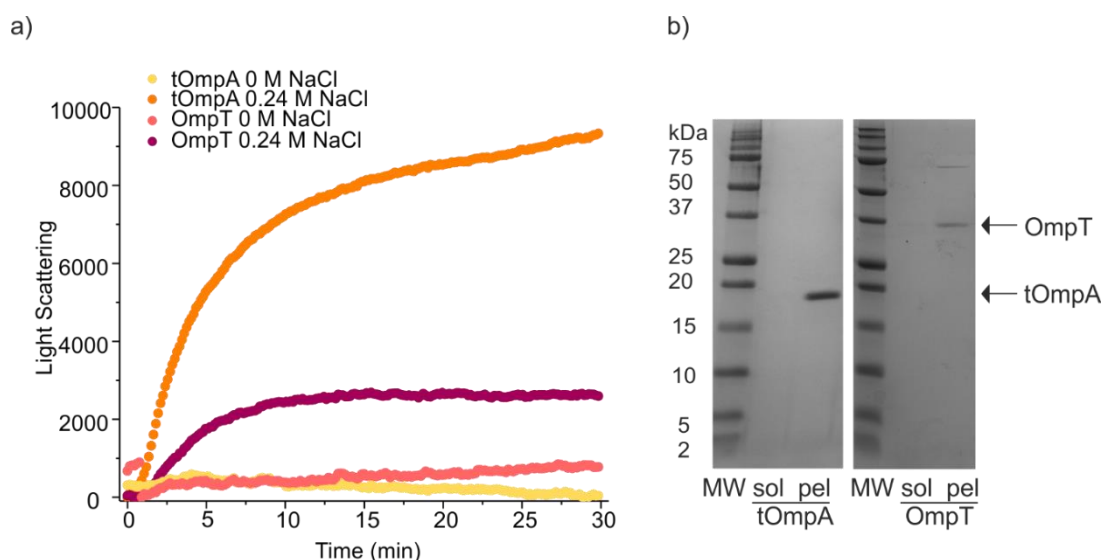 a)
tOmpA 0 M NaCl
tOmpA 0.24 M NaCl
OmpT 0 M NaCl
OmpT 0.24 M NaCl
10000
8000
6000
4000
2000
0
Light Scattering
0 5 10 15 20 25 30
Time (min)
b)
kDa
75
50
37
25
20
15
10
5
2
OmpT
tOmpA
MW sol pel MW sol pel
tOmpA OmpT